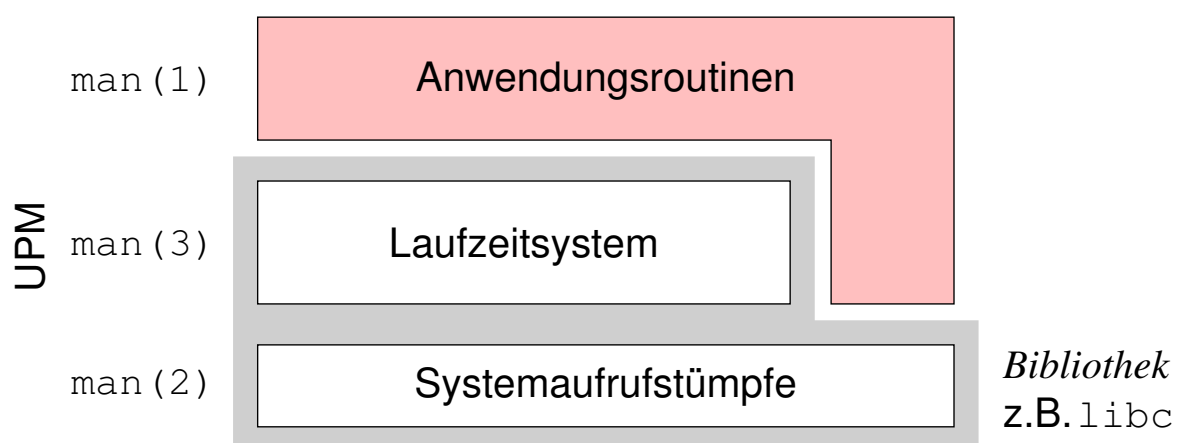 man(1)
Anwendungsroutinen
UPM
man(3)
Laufzeitsystem
man(2)
Systemaufrufstümpfe
Bibliothek
z.B. libc